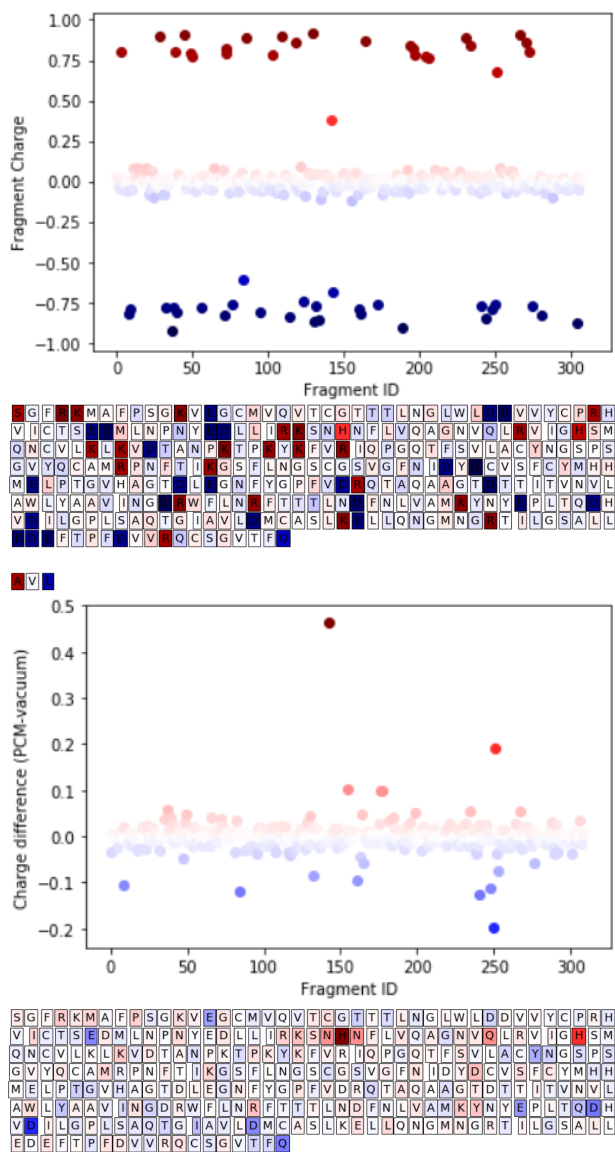 1.00
0.75
0.50
0.25
0.00
−0.25
−0.50
−0.75
−1.00
Fragment Charge
0 50 100 150 200 250 300
Fragment ID
SGFRKMAFPSGKVEGCMVQVTCGTTTLNGLWLDDVVYCPRH
VICTSEDMLNPNYEDLLIRKSNHNFLVQAGNVQLRVIGHSM
QNCVLKLKVDTANPKTPKYKFVRIQPGQTFSVLACYNGSPS
GVYQCAMRPNFTIKGSFLNGSCGSVGFNIDYDCVSFCYMHH
MELPTGVHAGTDLEGNFYGPFVDRQTAQAAGTDTTITVNVL
AWLYAAVINGDRWFLNRFTTTLNDFNLVAMKYNYEPLTQDH
VDILGPLSAQTGIAVLDMCASLKELLQNGMNGRTILGSALL
EDEFTPFDVVRQCSGVTFQ
AVL
0.5
0.4
0.3
0.2
0.1
0.0
−0.1
−0.2
Charge difference (PCM-vacuum)
0 50 100 150 200 250 300
Fragment ID
SGFRKMAFPSGKVEGCMVQVTCGTTTLNGLWLDDVVYCPRH
VICTSEDMLNPNYEDLLIRKSNHNFLVQAGNVQLRVIGHSM
QNCVLKLKVDTANPKTPKYKFVRIQPGQTFSVLACYNGSPS
GVYQCAMRPNFTIKGSFLNGSCGSVGFNIDYDCVSFCYMHH
MELPTGVHAGTDLEGNFYGPFVDRQTAQAAGTDTTITVNVL
AWLYAAVINGDRWFLNRFTTTLNDFNLVAMKYNYEPLTQDH
VDILGPLSAQTGIAVLDMCASLKELLQNGMNGRTILGSALL
EDEFTPFDVVRQCSGVTFQ